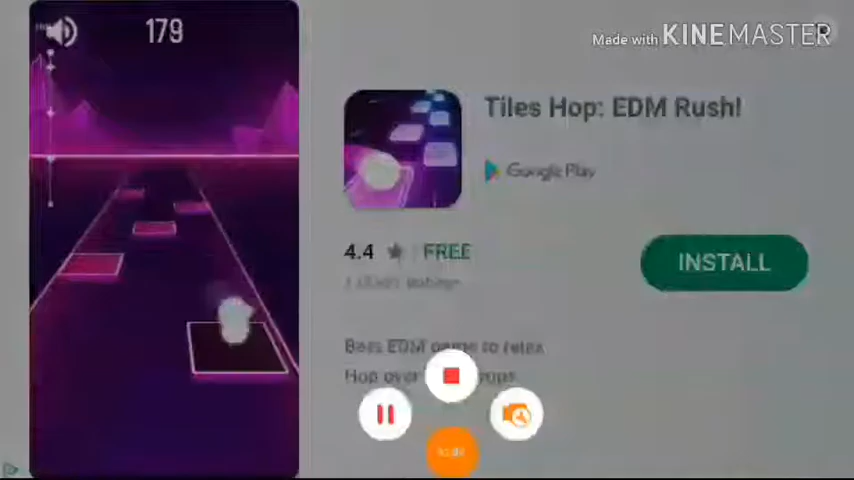 179
Made with KINEMASTER
Tiles Hop: EDM Rush!
Google Play
4.4 FREE
INSTALL
Bass EDM game to relax
Hop over